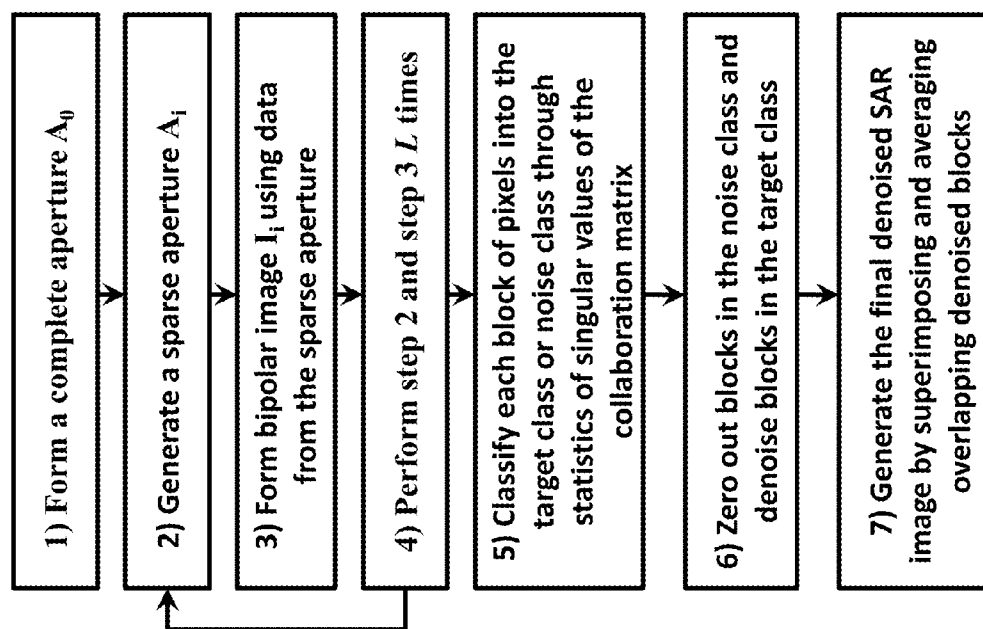 1) Form a complete aperture A₀
2) Generate a sparse aperture Aᵢ
3) Form bipolar image Iᵢ using data
from the sparse aperture
4) Perform step 2 and step 3 L times
5) Classify each block of pixels into the
target class or noise class through
statistics of singular values of the
collaboration matrix
6) Zero out blocks in the noise class and
denoise blocks in the target class
7) Generate the final denoised SAR
image by superimposing and averaging
overlapping denoised blocks